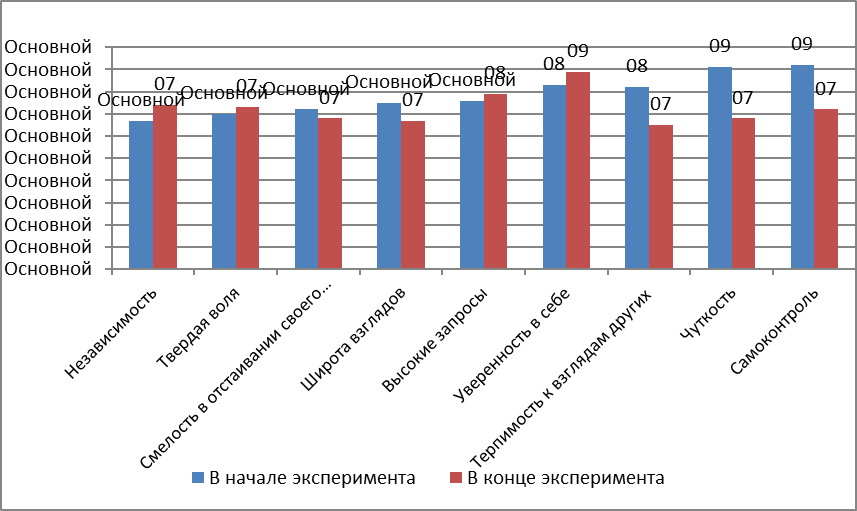 Основной
Основной
Основной
Основной
Основной
Основной
Основной
Основной
Основной
Основной
Основной
Основной 07
Основной 07
Основной 07
Основной 07
Основной 08
08 09
08 07
09 07
09 07
Независимость
Твердая воля
Смелость в отстаивании своего...
Широта взглядов
Высокие запросы
Уверенность в себе
Терпимость к взглядам других
Чуткость
Самоконтроль
В начале эксперимента
В конце эксперимента